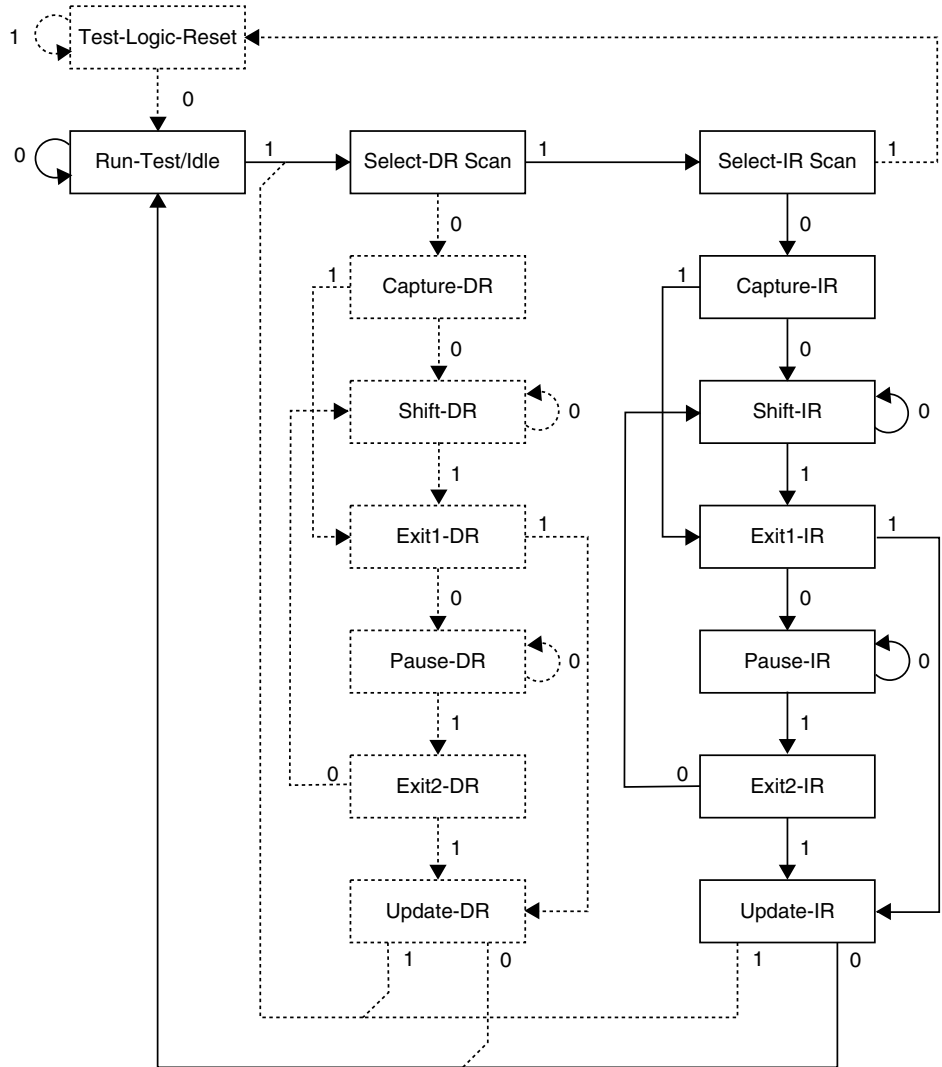 1
Test-Logic-Reset
0
0
Run-Test/Idle
1
Select-DR Scan
1
Select-IR Scan
1
0
0
1
Capture-DR
1
Capture-IR
0
0
Shift-DR
0
Shift-IR
0
1
1
Exit1-DR
1
Exit1-IR
1
0
0
Pause-DR
0
Pause-IR
0
1
1
0
Exit2-DR
0
Exit2-IR
1
1
Update-DR
Update-IR
1
0
1
0